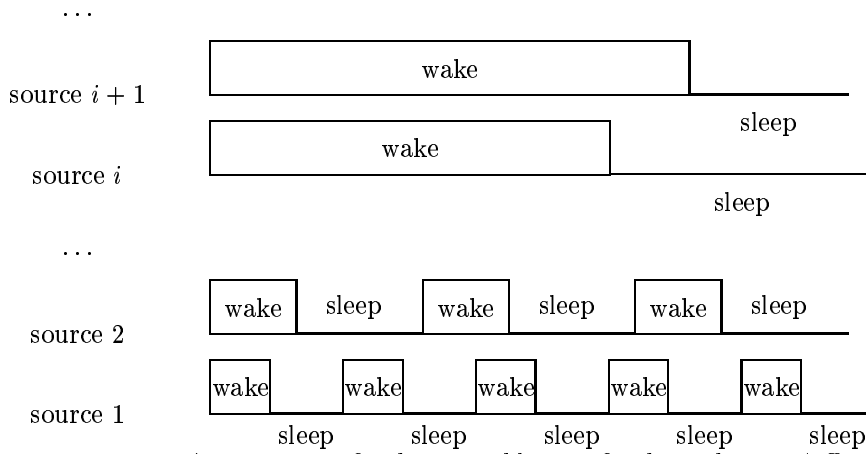 ...
wake
source i + 1
sleep
wake
source i
sleep
...
wake sleep wake sleep wake sleep
source 2
wake wake wake wake wake
source 1
sleep sleep sleep sleep sleep